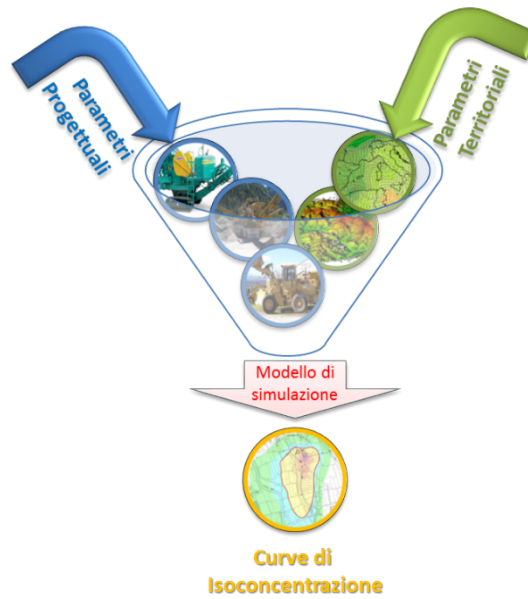 Parametri
Progettuali
Parametri
Territoriali
Modello di
simulazione
Curve di
Isoconcentrazione